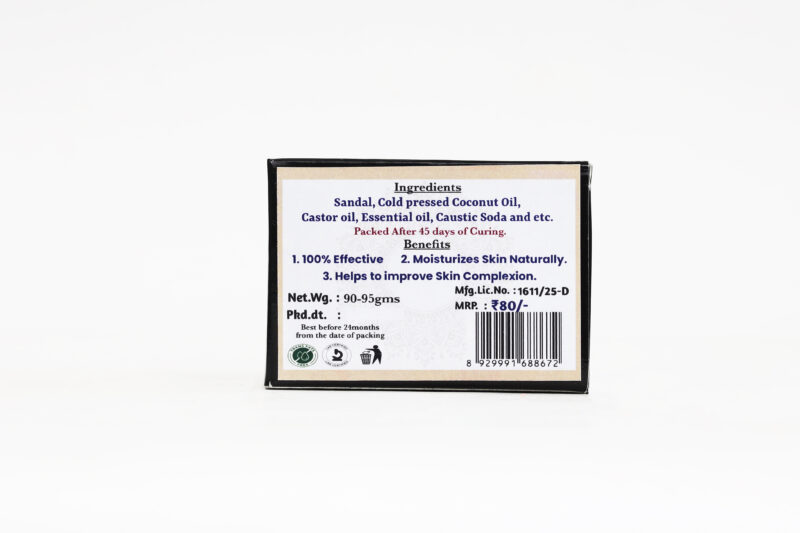 Ingredients
Sandal, Cold pressed Coconut Oil,
Castor oil, Essential oil, Caustic Soda and etc.
Packed After 45 days of Curing.
Benefits
1. 100% Effective 2. Moisturizes Skin Naturally.
3. Helps to improve Skin Complexion.
Net.Wg. : 90-95gms
Mfg.Lic.No. : 1611/25-D
MRP. : ₹80/-
Pkd.dt. :
Best before 24months
from the date of packing
8 929991 688672